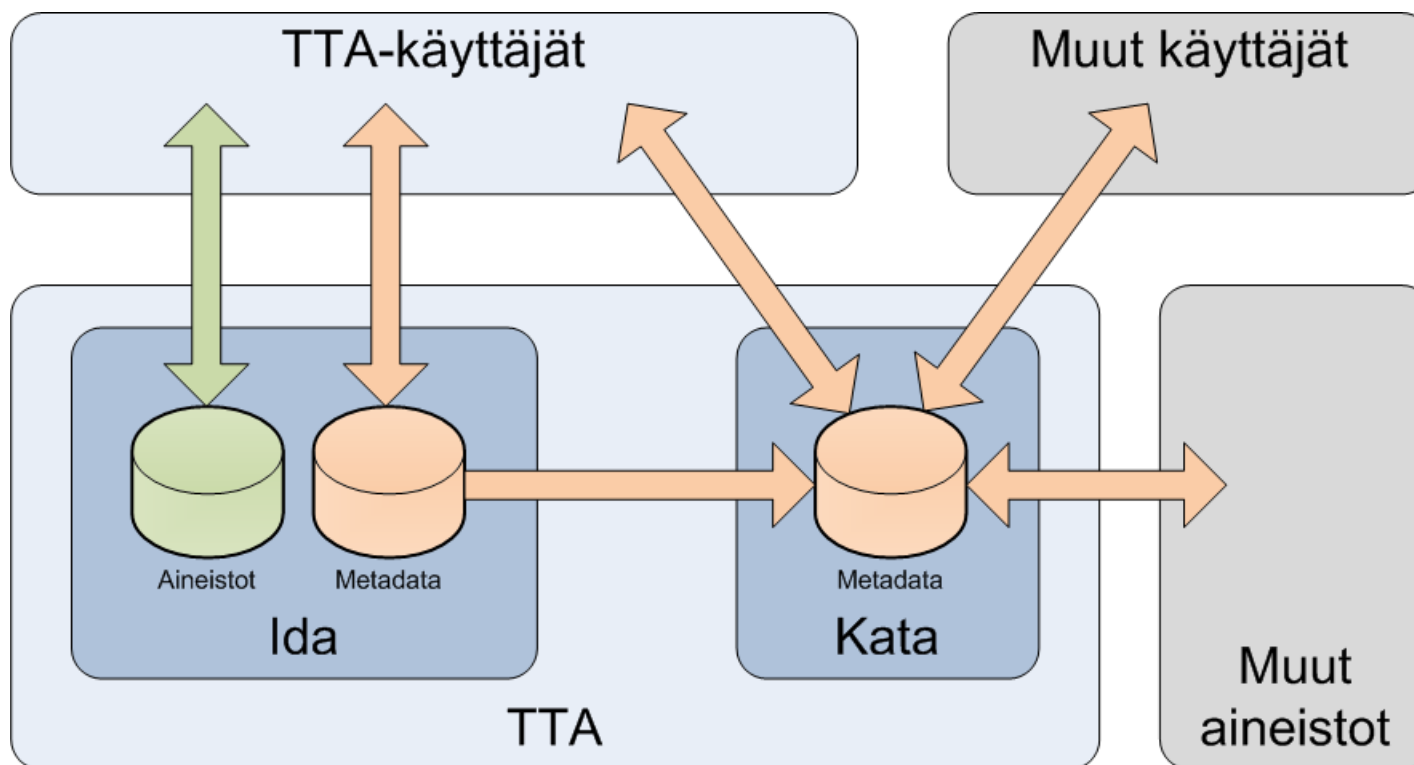 TTA-käyttäjät
Muut käyttäjät
Aineistot
Metadata
Metadata
Ida
Kata
TTA
Muut
aineistot